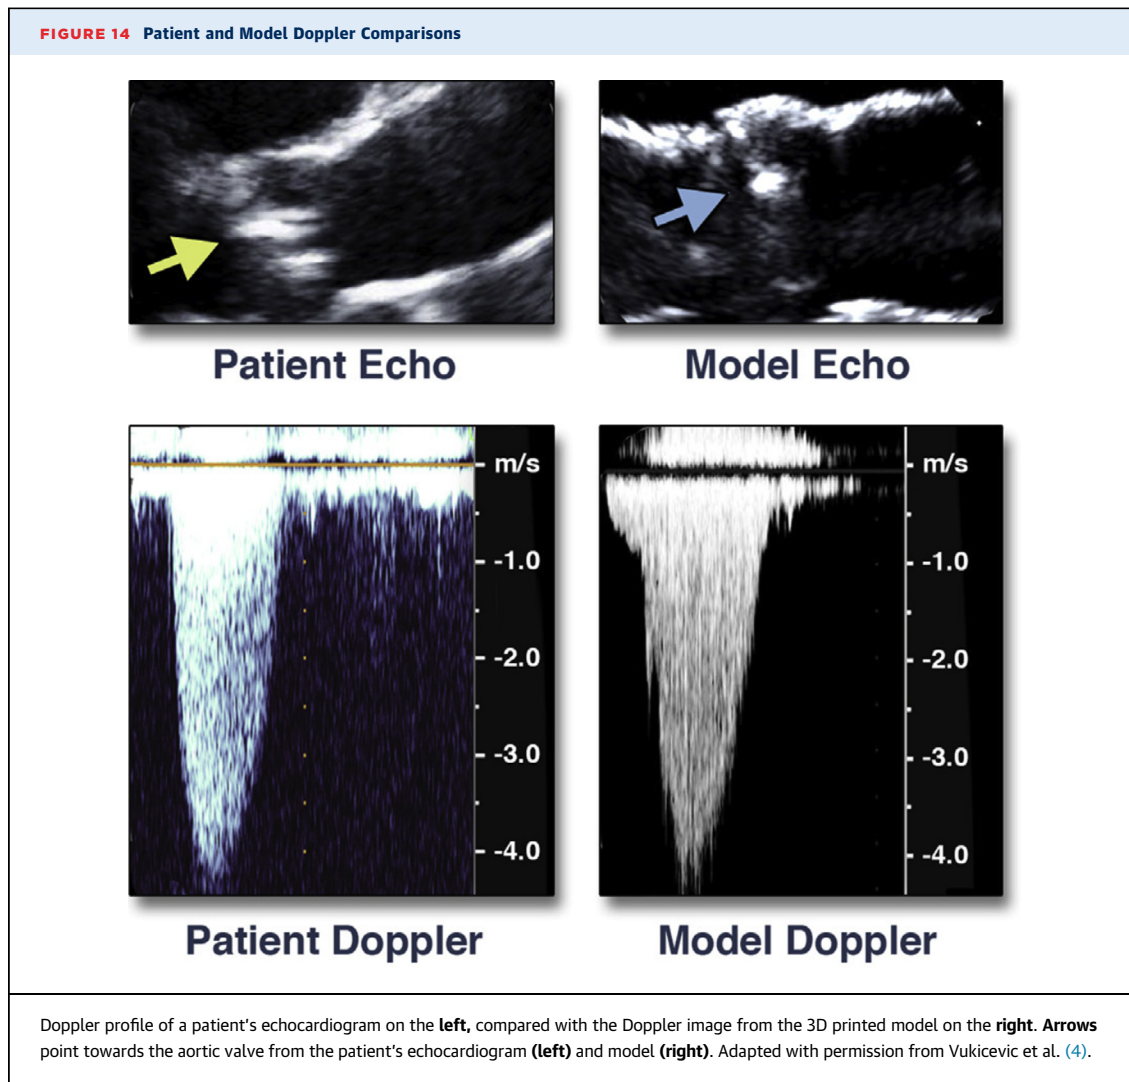 FIGURE 14 Patient and Model Doppler Comparisons
Patient Echo
Model Echo
m/s
-1.0
-2.0
-3.0
-4.0
m/s
-1.0
-2.0
-3.0
-4.0
Patient Doppler
Model Doppler
Doppler profile of a patient's echocardiogram on the left, compared with the Doppler image from the 3D printed model on the right. Arrows
point towards the aortic valve from the patient's echocardiogram (left) and model (right). Adapted with permission from Vukicevic et al. (4).